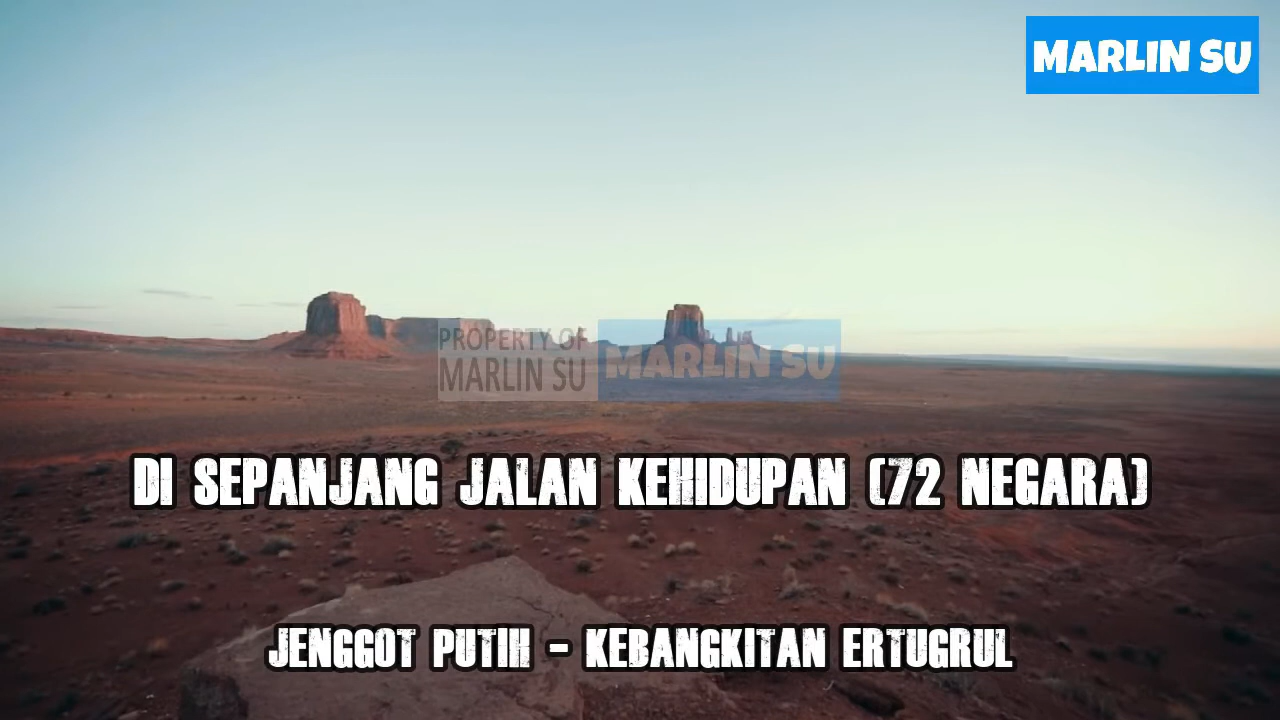 MARLIN SU
PROPERTY OF
MARLIN SU
MARLIN SU
DI SEPANJANG JALAN KEHIDUPAN (72 NEGARA)
JENGGOT PUTIH - KEBANGKITAN ERTUGRUL